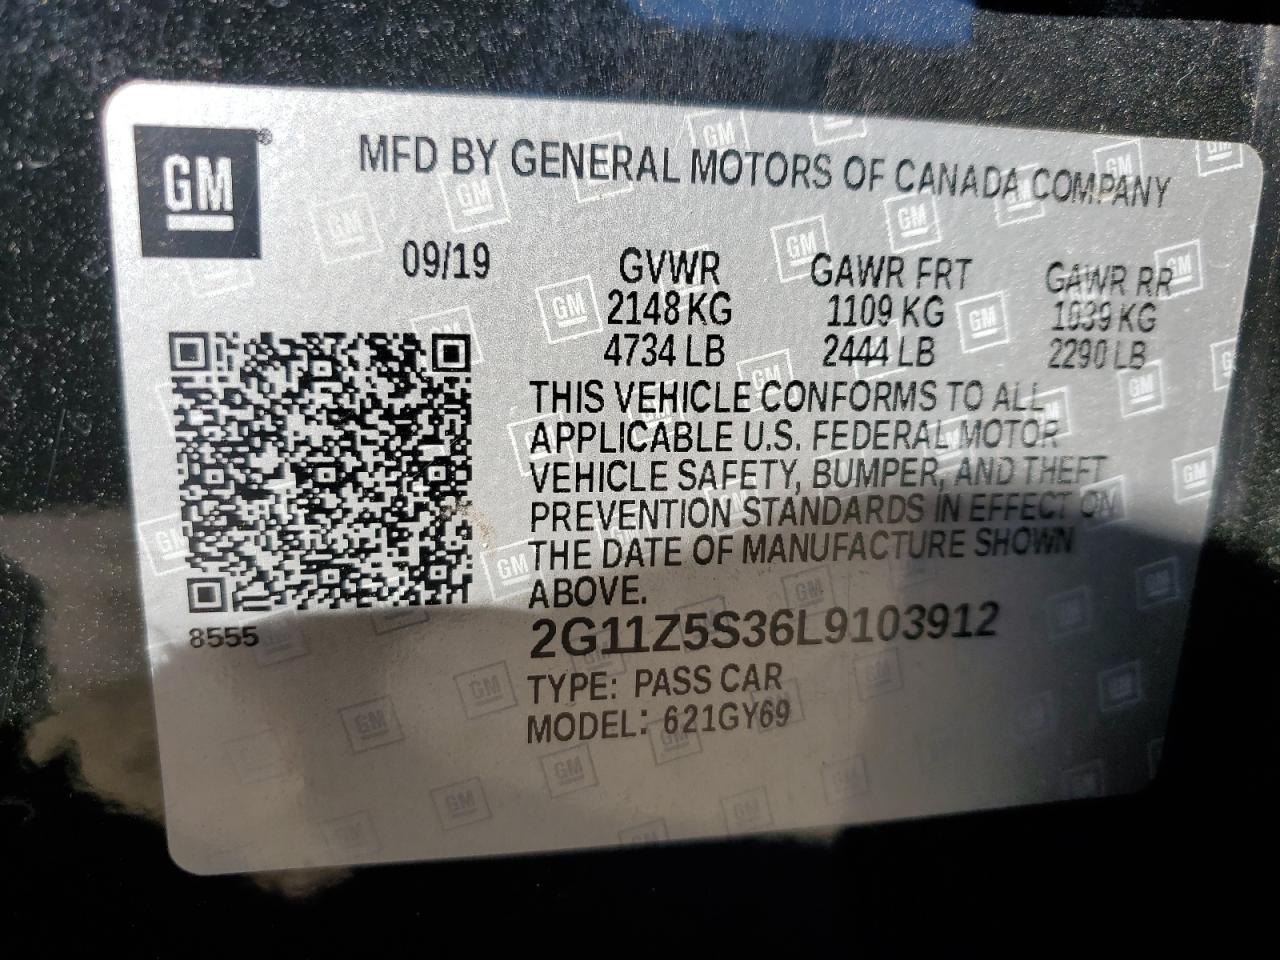 GM®
MFD BY GENERAL MOTORS OF CANADA COMPANY
09/19
GVWR GAWR FRT GAWR RR
2148 KG 1109 KG 1039 KG
4734 LB 2444 LB 2290 LB
THIS VEHICLE CONFORMS TO ALL
APPLICABLE U.S. FEDERAL MOTOR
VEHICLE SAFETY, BUMPER, AND THEFT
PREVENTION STANDARDS IN EFFECT ON
THE DATE OF MANUFACTURE SHOWN
ABOVE.
8555
2G11Z5S36L9103912
TYPE: PASS CAR
MODEL: 621GY69